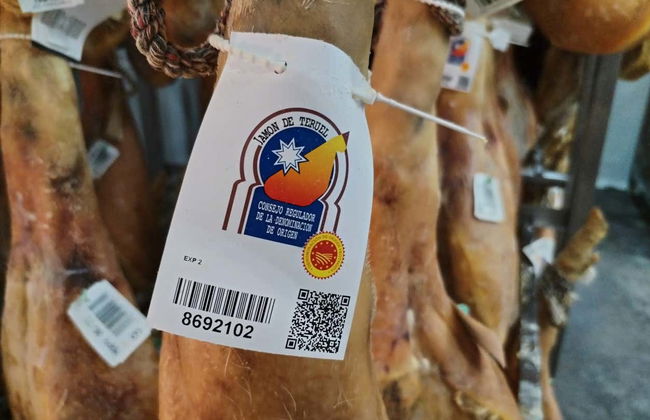 JAMON DE TERUEL
CONSEJO REGULADOR
DE LA DENOMINACION
DE ORIGEN
EXP 2
8692102